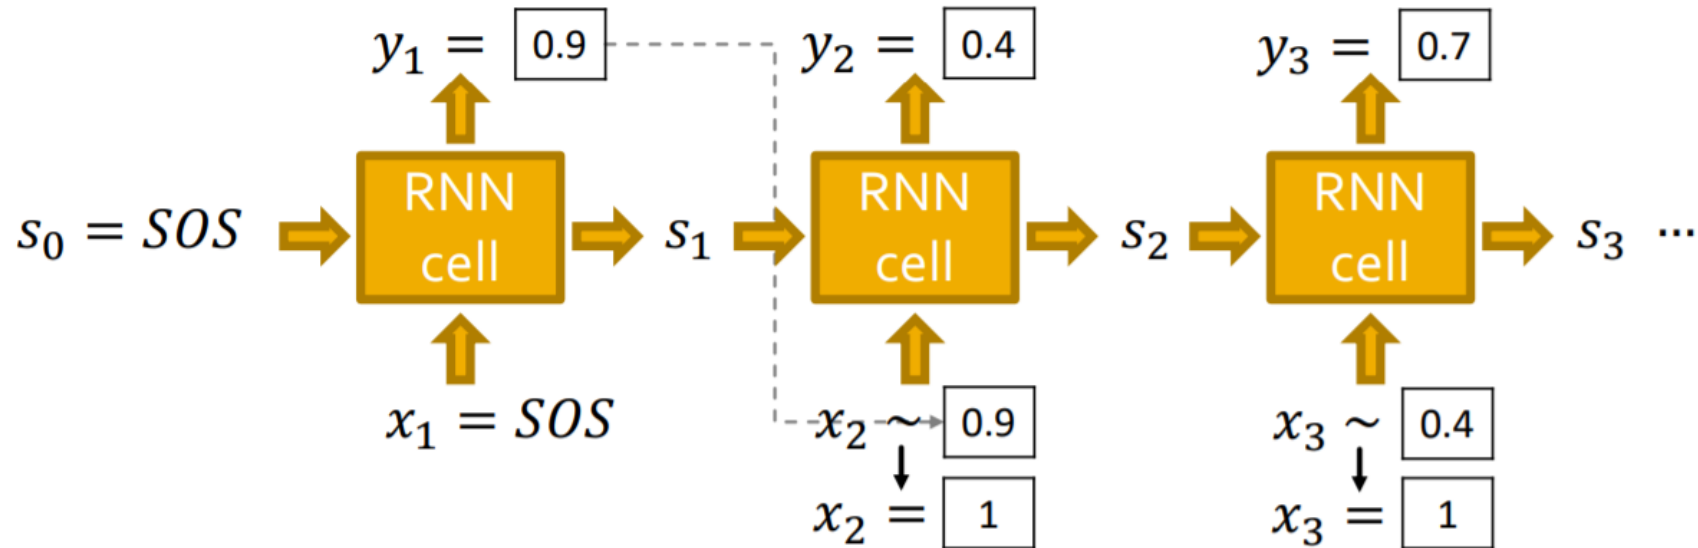 y₁ = 0.9 y₂ = 0.4 y₃ = 0.7
RNN cell RNN cell RNN cell
s₀ = SOS s₁ s₂ s₃ ...
x₁ = SOS x₂ ~ 0.9 x₃ ~ 0.4
x₂ = 1 x₃ = 1